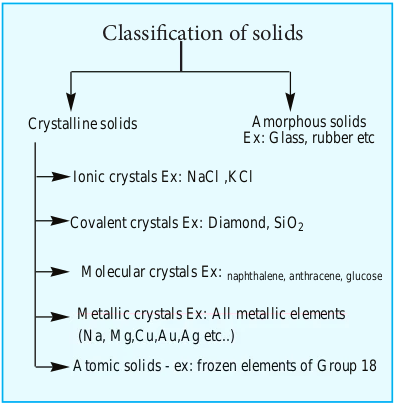 Classification of solids
Crystalline solids
Amorphous solids
Ex: Glass, rubber etc
Ionic crystals Ex: NaCl ,KCl
Covalent crystals Ex: Diamond, SiO₂
Molecular crystals Ex: naphthalene, anthracene, glucose
Metallic crystals Ex: All metallic elements
(Na, Mg,Cu,Au,Ag etc..)
Atomic solids - ex: frozen elements of Group 18